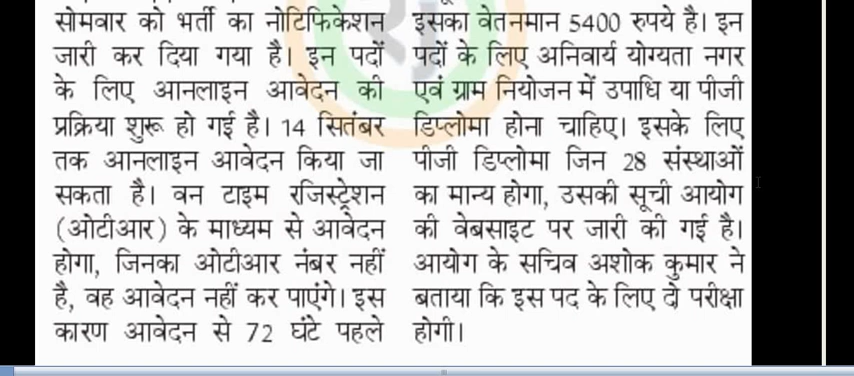 सोमवार को भर्ती का नोटिफिकेशन
जारी कर दिया गया है। इन पदों
के लिए आनलाइन आवेदन की
प्रक्रिया शुरू हो गई है। 14 सितंबर
तक आनलाइन आवेदन किया जा
सकता है। वन टाइम रजिस्ट्रेशन
(ओटीआर) के माध्यम से आवेदन
होगा, जिनका ओटीआर नंबर नहीं
है, वह आवेदन नहीं कर पाएंगे। इस
कारण आवेदन से 72 घंटे पहले
इसका वेतनमान 5400 रुपये है। इन
पदों के लिए अनिवार्य योग्यता नगर
एवं ग्राम नियोजन में उपाधि या पीजी
डिप्लोमा होना चाहिए। इसके लिए
पीजी डिप्लोमा जिन 28 संस्थाओं
का मान्य होगा, उसकी सूची आयोग
की वेबसाइट पर जारी की गई है।
आयोग के सचिव अशोक कुमार ने
बताया कि इस पद के लिए दो परीक्षा
होगी।